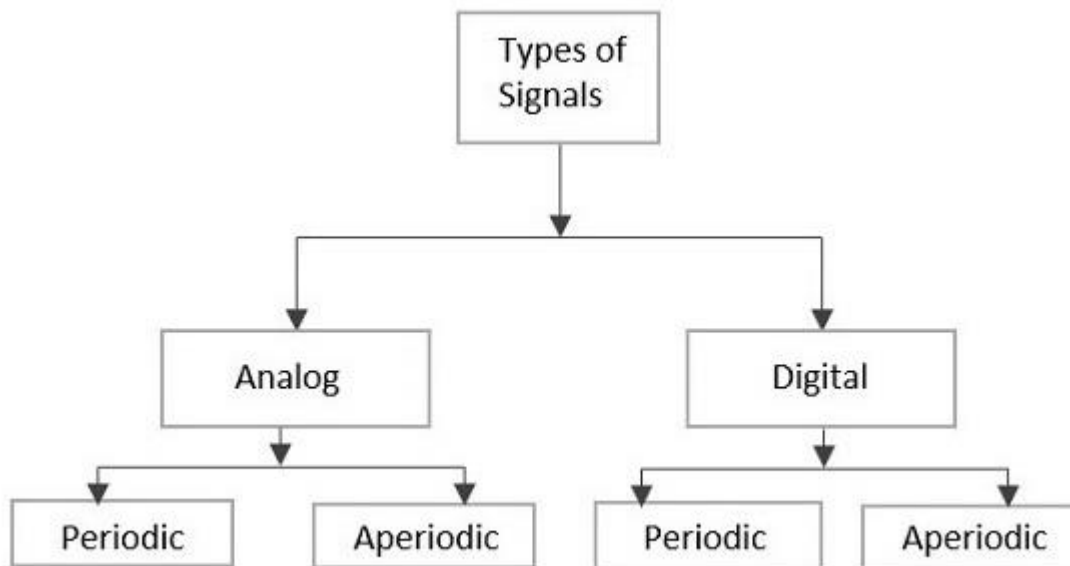 Types of
Signals
Analog
Digital
Periodic
Aperiodic
Periodic
Aperiodic